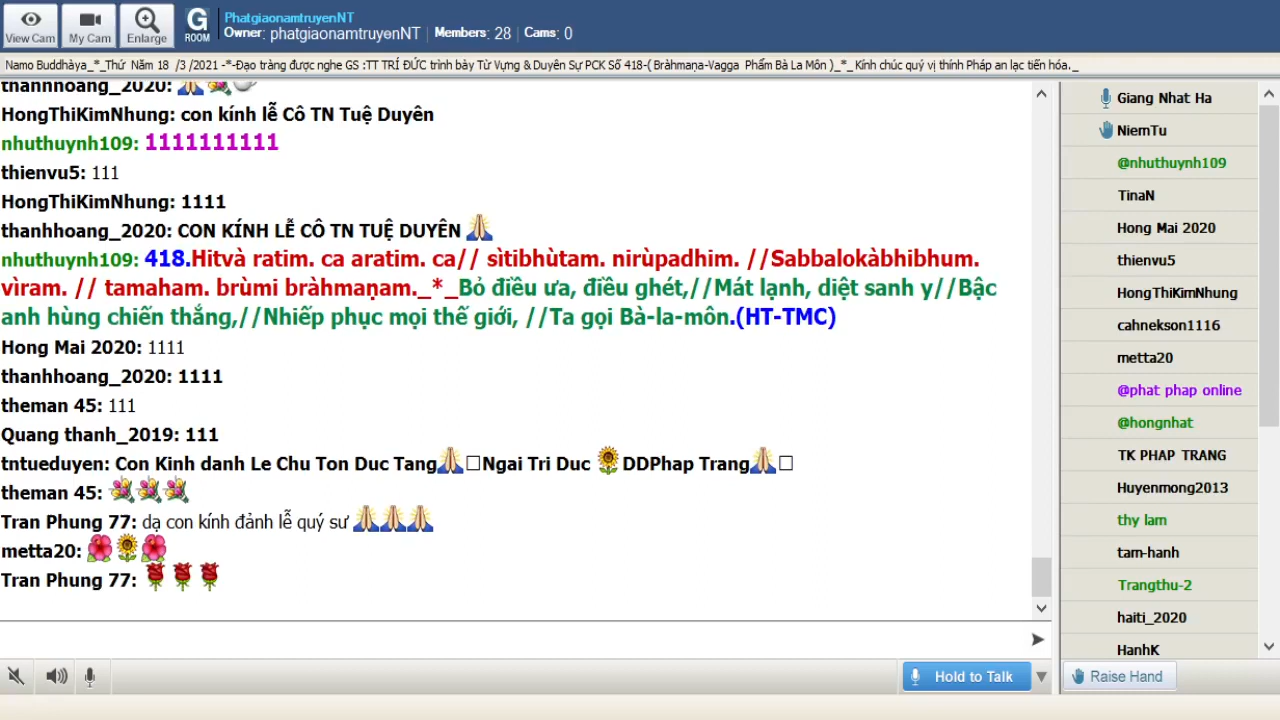 View Cam
My Cam
Enlarge
G
ROOM
PhatgiaonamtruyenNT
Owner: phatgiaonamtruyenNT | Members: 28 | Cams: 0
Namo Buddhàya_*_Thứ Năm 18 /3 /2021 -*-Đạo tràng được nghe GS :TT TRÍ ĐỨC trình bày Từ Vựng & Duyên Sự PCK Số 418-( Bràhmaṇa-Vagga Phẩm Bà La Môn )_*_ Kính chúc quý vị thính Pháp an lạc tiến hóa._
thanhhoang_2020:
HongThiKimNhung: con kính lễ Cô TN Tuệ Duyên
nhuthuynh109: 1111111111
thienvu5: 111
HongThiKimNhung: 1111
thanhhoang_2020: CON KÍNH LỄ CÔ TN TUỆ DUYÊN
nhuthuynh109: 418.Hitvà ratim. ca aratim. ca// sìtibhùtam. nirùpadhim. //Sabbalokàbhibhum.
vìram. // tamaham. brùmi bràhmaṇam._*_Bỏ điều ưa, điều ghét,//Mát lạnh, diệt sanh y//Bậc
anh hùng chiến thắng,//Nhiếp phục mọi thế giới, //Ta gọi Bà-la-môn.(HT-TMC)
Hong Mai 2020: 1111
thanhhoang_2020: 1111
theman 45: 111
Quang thanh_2019: 111
tntueduyen: Con Kinh danh Le Chu Ton Duc Tang Ngai Tri Duc DDPhap Trang
theman 45:
Tran Phung 77: dạ con kính đảnh lễ quý sư
metta20:
Tran Phung 77:
Giang Nhat Ha
NiemTu
@nhuthuynh109
TinaN
Hong Mai 2020
thienvu5
HongThiKimNhung
cahnekson1116
metta20
@phat phap online
@hongnhat
TK PHAP TRANG
Huyenmong2013
thy lam
tam-hanh
Trangthu-2
haiti_2020
HanhK
Hold to Talk
Raise Hand